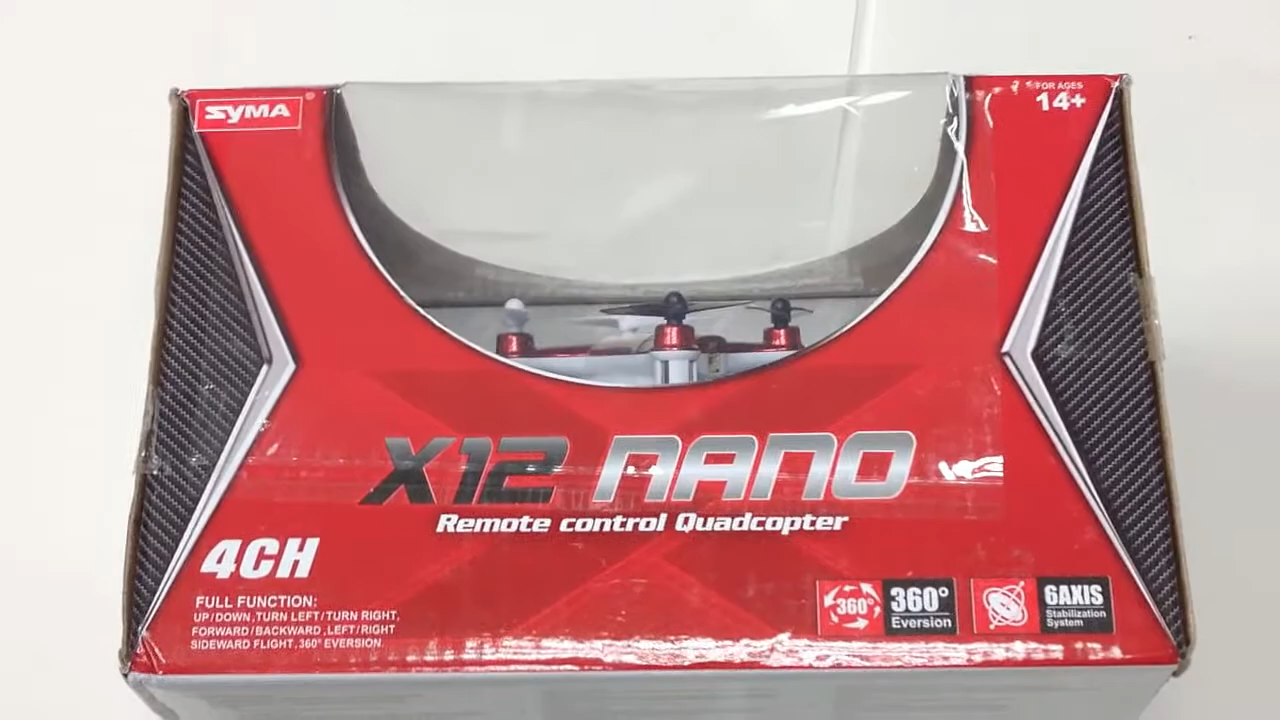 SYMA
FOR AGES
14+
X12 NANO
Remote control Quadcopter
4CH
FULL FUNCTION:
UP/DOWN,TURN LEFT/TURN RIGHT,
FORWARD/BACKWARD,LEFT/RIGHT
SIDEWARD FLIGHT,360° EVERSION.
360°
360°
Eversion
6AXIS
Stabilization
System